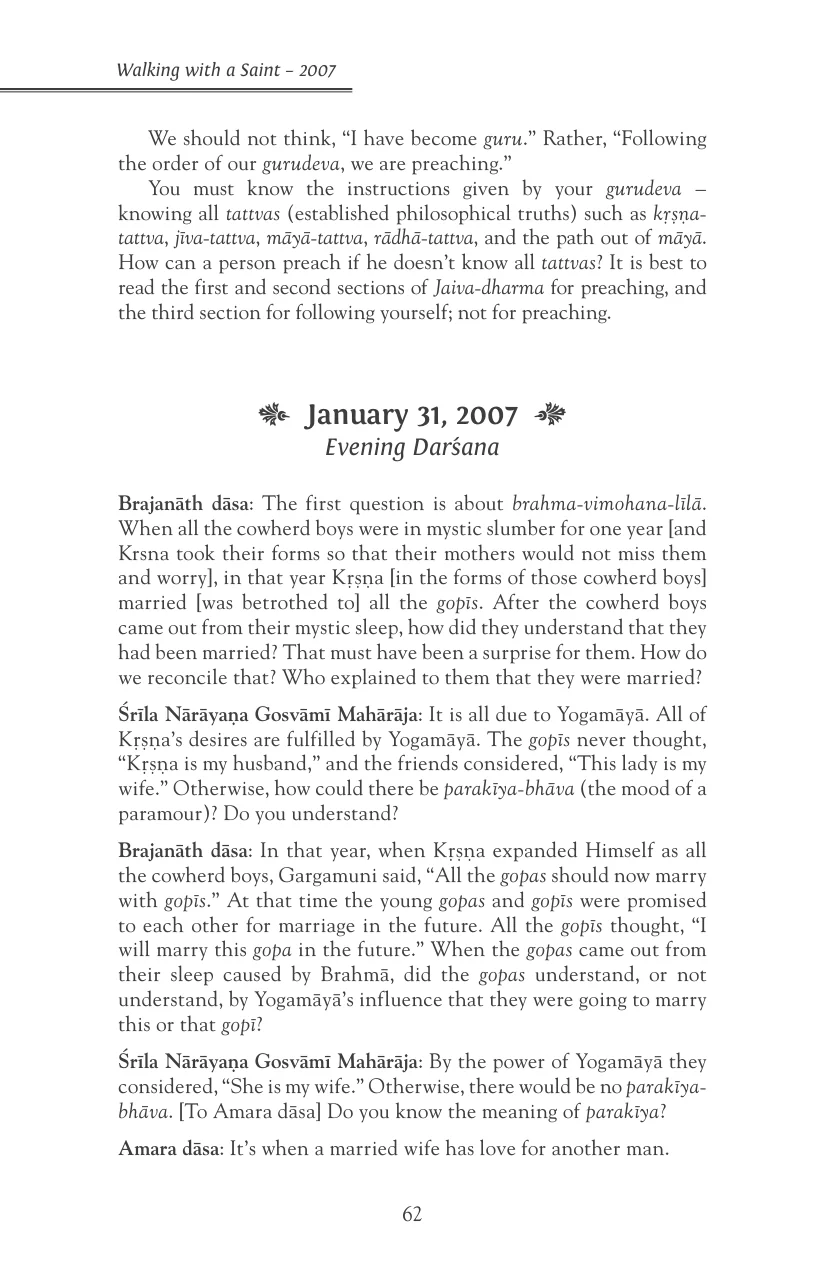 Walking with a Saint – 2007
We should not think, “I have become guru.” Rather, “Following
the order of our gurudeva, we are preaching.”
You must know the instructions given by your gurudeva –
knowing all tattvas (established philosophical truths) such as kṛṣṇa-
tattva, jīva-tattva, māyā-tattva, rādhā-tattva, and the path out of māyā.
How can a person preach if he doesn’t know all tattvas? It is best to
read the first and second sections of Jaiva-dharma for preaching, and
the third section for following yourself; not for preaching.
January 31, 2007
Evening Darśana
Brajanāth dāsa: The first question is about brahma-vimohana-līlā.
When all the cowherd boys were in mystic slumber for one year [and
Krsna took their forms so that their mothers would not miss them
and worry], in that year Kṛṣṇa [in the forms of those cowherd boys]
married [was betrothed to] all the gopīs. After the cowherd boys
came out from their mystic sleep, how did they understand that they
had been married? That must have been a surprise for them. How do
we reconcile that? Who explained to them that they were married?
Śrīla Nārāyaṇa Gosvāmī Mahārāja: It is all due to Yogamāyā. All of
Kṛṣṇa’s desires are fulfilled by Yogamāyā. The gopīs never thought,
“Kṛṣṇa is my husband,” and the friends considered, “This lady is my
wife.” Otherwise, how could there be parakīya-bhāva (the mood of a
paramour)? Do you understand?
Brajanāth dāsa: In that year, when Kṛṣṇa expanded Himself as all
the cowherd boys, Gargamuni said, “All the gopas should now marry
with gopīs.” At that time the young gopas and gopīs were promised
to each other for marriage in the future. All the gopīs thought, “I
will marry this gopa in the future.” When the gopas came out from
their sleep caused by Brahmā, did the gopas understand, or not
understand, by Yogamāyā’s influence that they were going to marry
this or that gopī?
Śrīla Nārāyaṇa Gosvāmī Mahārāja: By the power of Yogamāyā they
considered, “She is my wife.” Otherwise, there would be no parakīya-
bhāva. [To Amara dāsa] Do you know the meaning of parakīya?
Amara dāsa: It’s when a married wife has love for another man.
62